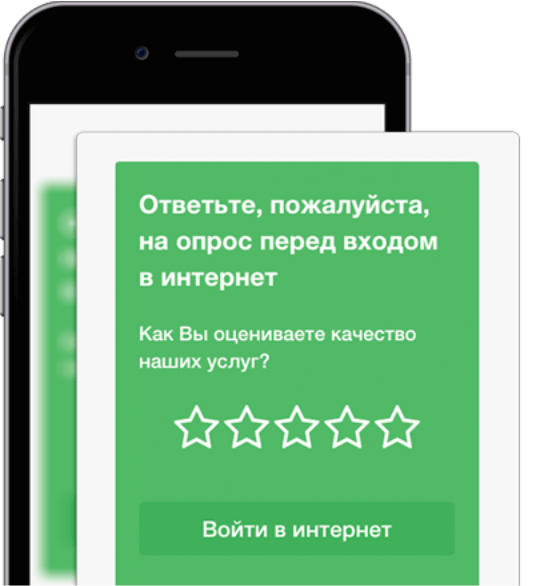 Ответьте, пожалуйста,
на опрос перед входом
в интернет
Как Вы оцениваете качество
наших услуг?
Войти в интернет